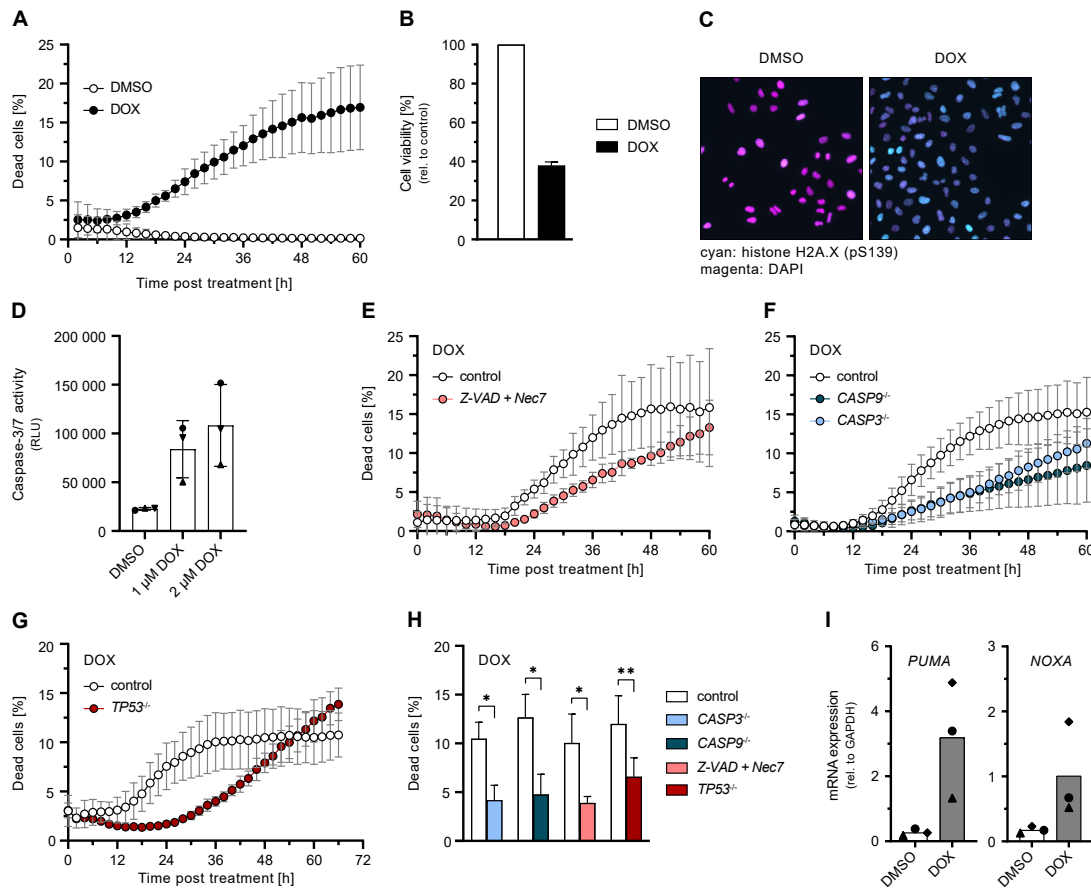 A
Dead cells [%]
25
20
15
10
5
0
DMSO
DOX
0 12 24 36 48 60
Time post treatment [h]
B
Cell viability [%]
(rel. to control)
100
80
60
40
20
0
DMSO
DOX
C
DMSO DOX
cyan: histone H2A.X (pS139)
magenta: DAPI
D
Caspase-3/7 activity
(RLU)
200 000
150 000
100 000
50 000
0
DMSO
1 µM DOX
2 µM DOX
E
Dead cells [%]
25
20
15
10
5
0
DOX
control
Z-VAD + Nec7
0 12 24 36 48 60
Time post treatment [h]
F
Dead cells [%]
25
20
15
10
5
0
DOX
control
CASP9-/-
CASP3-/-
0 12 24 36 48 60
Time post treatment [h]
G
Dead cells [%]
20
15
10
5
0
DOX
control
TP53-/-
0 12 24 36 48 60 72
Time post treatment [h]
H
Dead cells [%]
20
15
10
5
0
DOX
* * * **
control
CASP3-/-
CASP9-/-
Z-VAD + Nec7
TP53-/-
I
mRNA expression
(rel. to GAPDH)
6
4
2
0
PUMA
DMSO
DOX
3
2
1
0
NOXA
DMSO
DOX